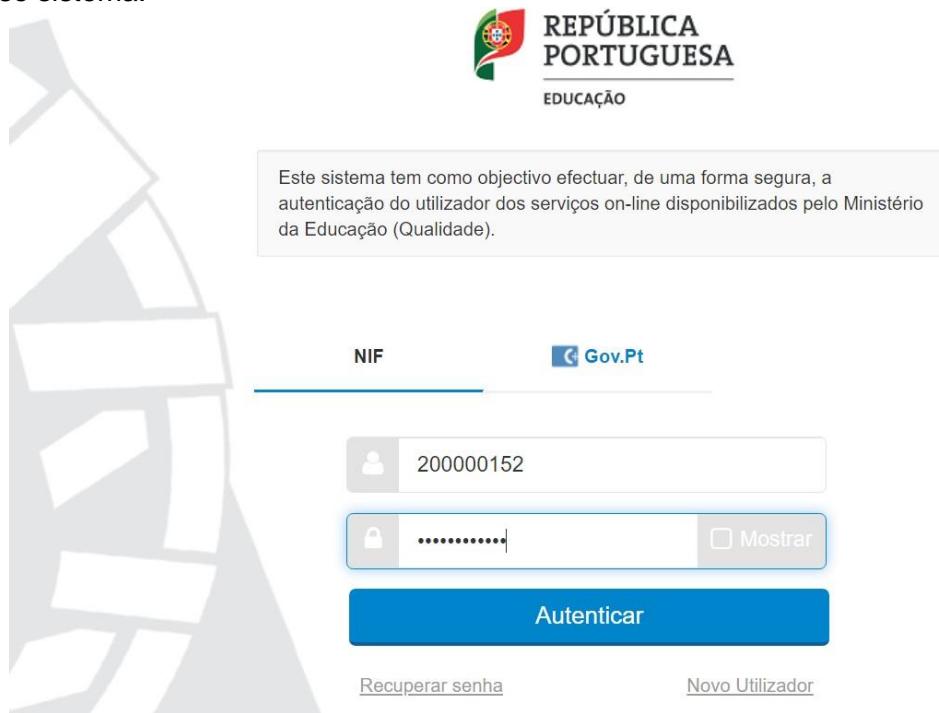 REPÚBLICA
PORTUGUESA
EDUCAÇÃO
Este sistema tem como objectivo efectuar, de uma forma segura, a
autenticação do utilizador dos serviços on-line disponibilizados pelo Ministério
da Educação (Qualidade).
NIF Gov.Pt
200000152
•••••••••••• Mostrar
Autenticar
Recuperar senha Novo Utilizador